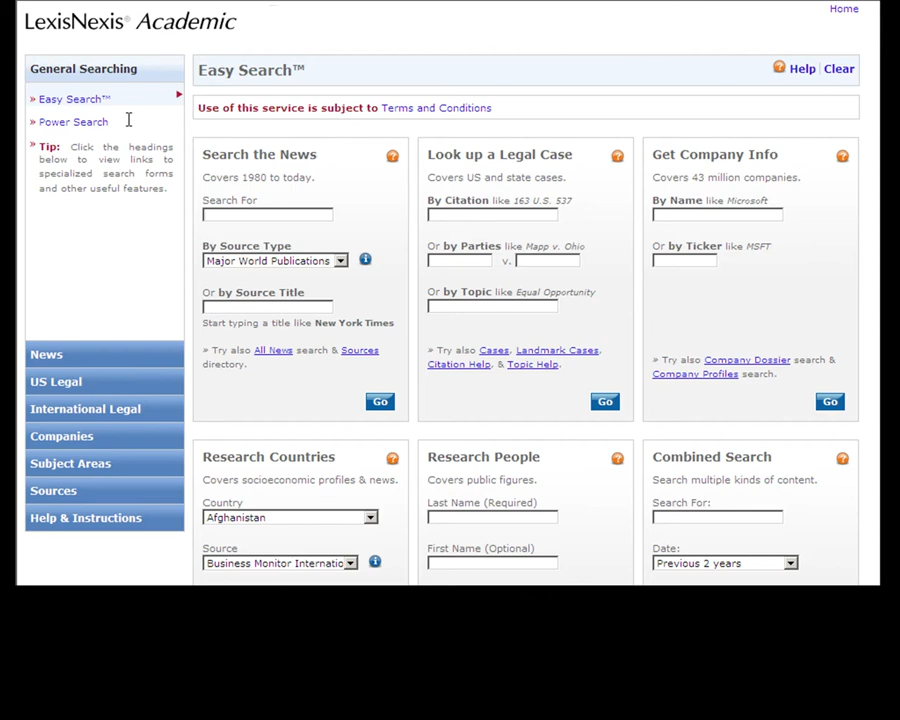 LexisNexis® Academic
Home
General Searching
» Easy Search™
» Power Search
» Tip: Click the headings
below to view links to
specialized search forms
and other useful features.
News
US Legal
International Legal
Companies
Subject Areas
Sources
Help & Instructions
Easy Search™
Help | Clear
Use of this service is subject to Terms and Conditions
Search the News
Covers 1980 to today.
Search For
By Source Type
Major World Publications
Or by Source Title
Start typing a title like New York Times
» Try also All News search & Sources
directory.
Go
Look up a Legal Case
Covers US and state cases.
By Citation like 163 U.S. 537
Or by Parties like Mapp v. Ohio
v.
Or by Topic like Equal Opportunity
» Try also Cases, Landmark Cases,
Citation Help, & Topic Help.
Go
Get Company Info
Covers 43 million companies.
By Name like Microsoft
Or by Ticker like MSFT
» Try also Company Dossier search &
Company Profiles search.
Go
Research Countries
Covers socioeconomic profiles & news.
Country
Afghanistan
Source
Business Monitor Internatio
Research People
Covers public figures.
Last Name (Required)
First Name (Optional)
Combined Search
Search multiple kinds of content.
Search For:
Date:
Previous 2 years